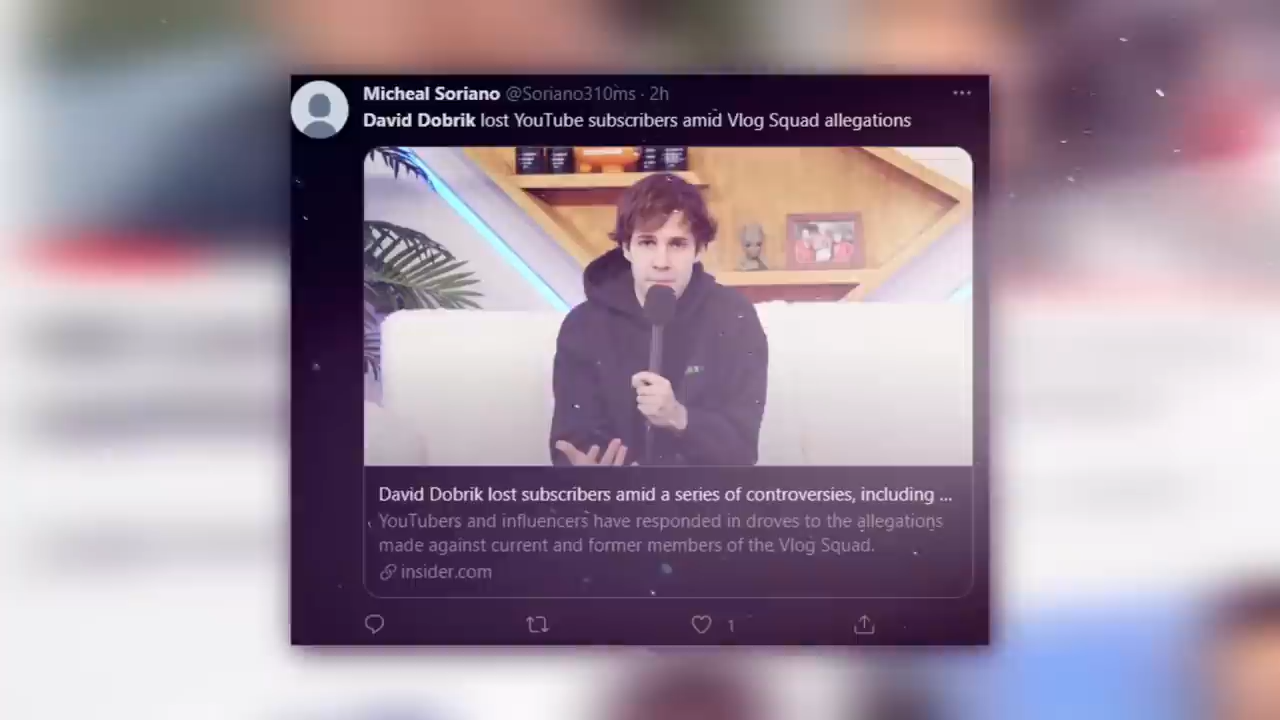 Micheal Soriano @Soriano310ms · 2h
David Dobrik lost YouTube subscribers amid Vlog Squad allegations
David Dobrik lost subscribers amid a series of controversies, including ...
YouTubers and influencers have responded in droves to the allegations
made against current and former members of the Vlog Squad.
insider.com
1